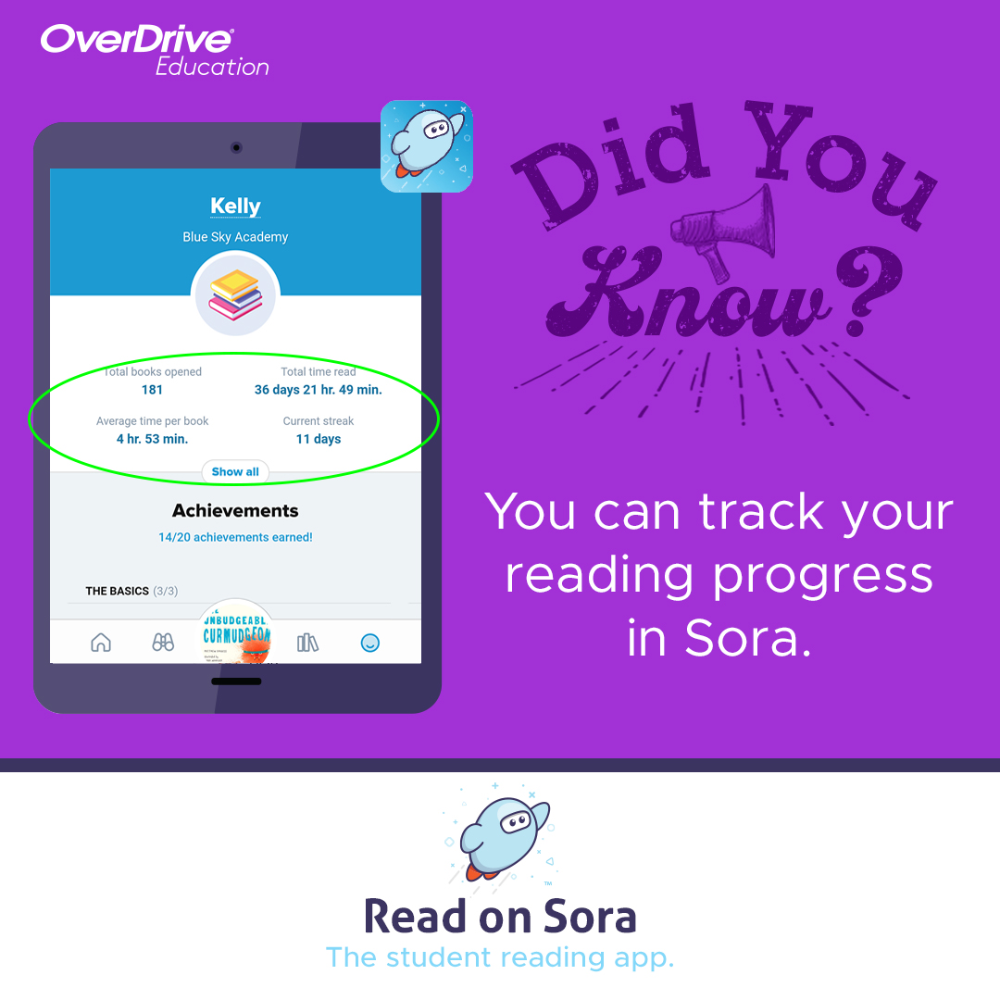 OverDrive®
Education
Did You
Know?
Kelly
Blue Sky Academy
Total books opened
181
Total time read
36 days 21 hr. 49 min.
Average time per book
4 hr. 53 min.
Current streak
11 days
Show all
Achievements
14/20 achievements earned!
THE BASICS (3/3)
CURMUDGEON
You can track your
reading progress
in Sora.
TM
Read on Sora
The student reading app.